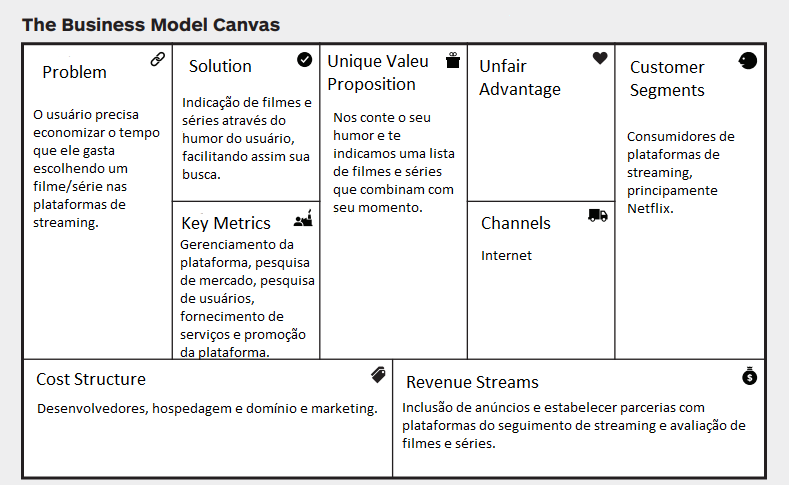 The Business Model Canvas
Problem
O usuário precisa
economizar o tempo
que ele gasta
escolhendo um
filme/série nas
plataformas de
streaming.
Solution
Indicação de filmes e
séries através do
humor do usuário,
facilitando assim sua
busca.
Key Metrics
Gerenciamento da
plataforma, pesquisa
de mercado, pesquisa
de usuários,
fornecimento de
serviços e promoção
da plataforma.
Unique Valeu
Proposition
Nos conte o seu
humor e te
indicamos uma lista
de filmes e séries
que combinam com
seu momento.
Unfair
Advantage
Channels
Internet
Customer
Segments
Consumidores de
plataformas de
streaming,
principamente
Netflix.
Cost Structure
Desenvolvedores, hospedagem e domínio e marketing.
Revenue Streams
Inclusão de anúncios e estabelecer parcerias com
plataformas do seguimento de streaming e avaliação de
filmes e séries.